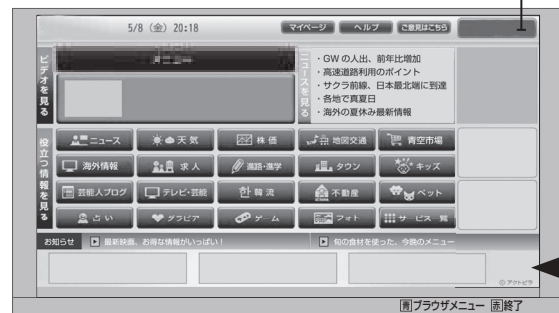 5/8（金）20:18
マイページ ヘルプ ご意見はこちら
ビデオを見る
ニュースを見る
・GWの人出、前年比増加
・高速道路利用のポイント
・サクラ前線、日本最北端に到達
・各地で真夏日
・海外の夏休み最新情報
役立つ情報を見る
ニュース 天気 株価 地図交通 青空市場
海外情報 求人 進路・進学 タウン キッズ
芸能人ブログ テレビ・芸能 한 韓流 不動産 ペット
占い グラビア ゲーム フォト サービス一覧
お知らせ 最新映画、お得な情報がいっぱい！ 旬の食材を使った、今晩のメニュー
©アクトビラ
青 ブラウザメニュー 赤 終了